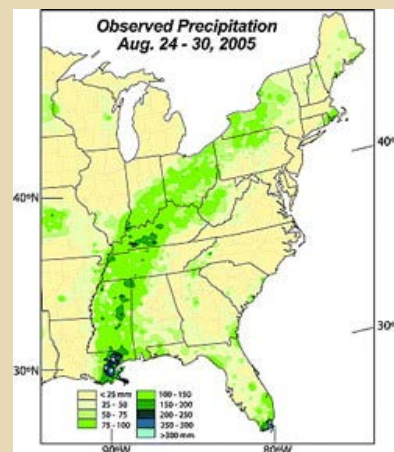 Observed Precipitation
Aug. 24 - 30, 2005
40°N
40°
30°N
30°
< 25 mm
25 - 50
50 - 75
75 - 100
100 - 150
150 - 200
200 - 250
250 - 300
>300 mm
90°W
80°W